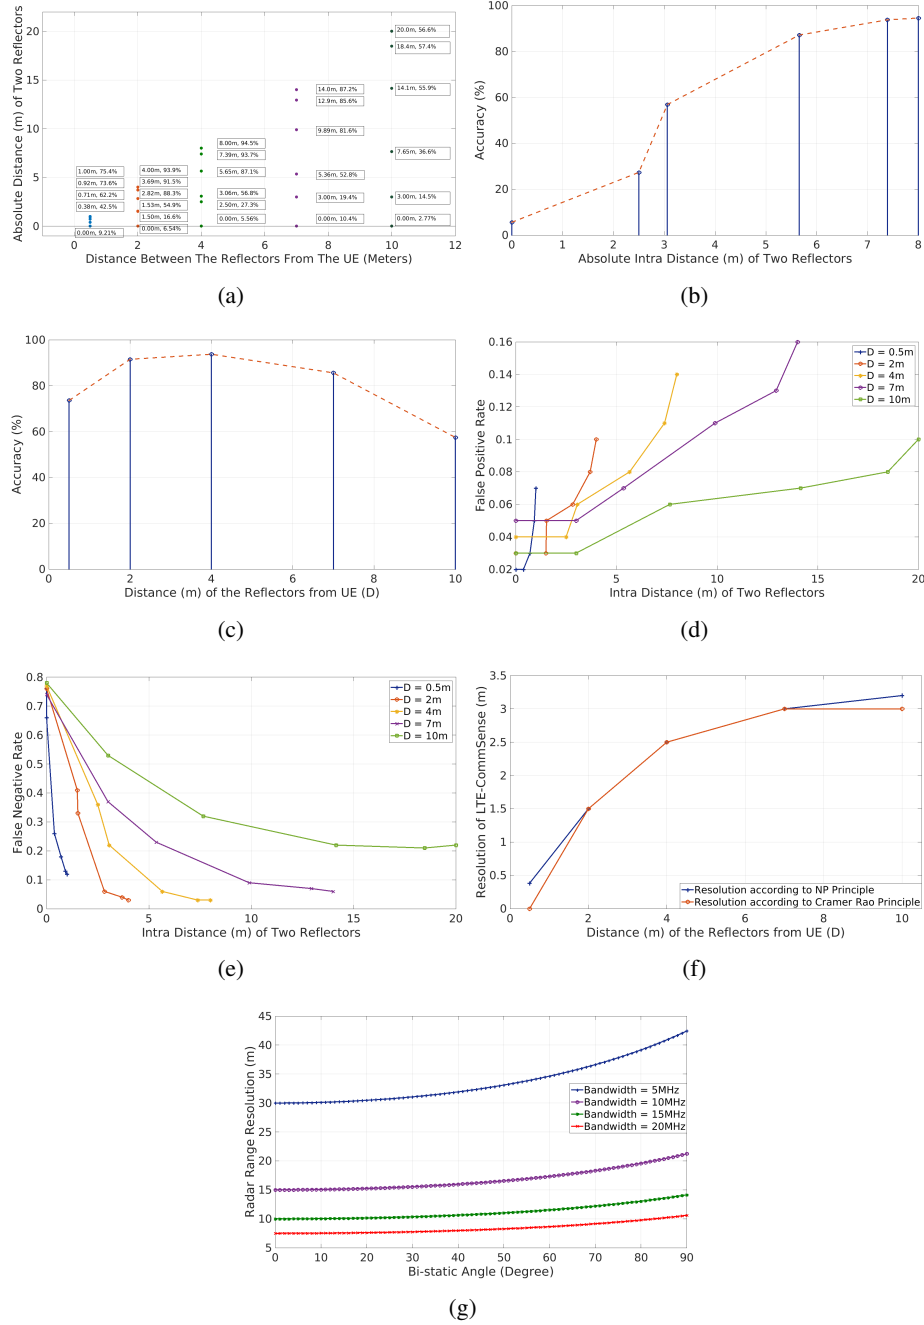 20
15
10
5
0
Absolute Distance (m) of Two Reflectors
1.00m, 75.4%
0.92m, 73.6%
0.71m, 62.2%
0.38m, 42.5%
0.00m, 9.21%
4.00m, 93.9%
3.69m, 91.5%
2.82m, 88.3%
1.53m, 54.9%
1.50m, 16.6%
0.00m, 6.54%
8.00m, 94.5%
7.39m, 93.7%
5.65m, 87.1%
3.06m, 56.8%
2.50m, 27.3%
0.00m, 5.56%
14.0m, 87.2%
12.9m, 85.6%
9.89m, 81.6%
5.36m, 52.8%
3.00m, 19.4%
0.00m, 10.4%
20.0m, 56.6%
18.4m, 57.4%
14.1m, 55.9%
7.65m, 36.6%
3.00m, 14.5%
0.00m, 2.77%
0 2 4 6 8 10 12
Distance Between The Reflectors From The UE (Meters)
(a)
100
80
60
40
20
0
Accuracy (%)
0 1 2 3 4 5 6 7 8
Absolute Intra Distance (m) of Two Reflectors
(b)
100
80
60
40
20
0
Accuracy (%)
0 2 4 6 8 10
Distance (m) of the Reflectors from UE (D)
(c)
0.16
0.14
0.12
0.1
0.08
0.06
0.04
0.02
False Positive Rate
D = 0.5m
D = 2m
D = 4m
D = 7m
D = 10m
0 5 10 15 20
Intra Distance (m) of Two Reflectors
(d)
0.8
0.7
0.6
0.5
0.4
0.3
0.2
0.1
0
False Negative Rate
D = 0.5m
D = 2m
D = 4m
D = 7m
D = 10m
0 5 10 15 20
Intra Distance (m) of Two Reflectors
(e)
3.5
3
2.5
2
1.5
1
0.5
0
Resolution of LTE-CommSense (m)
Resolution according to NP Principle
Resolution according to Cramer Rao Principle
0 2 4 6 8 10
Distance (m) of the Reflectors from UE (D)
(f)
45
40
35
30
25
20
15
10
5
Radar Range Resolution (m)
Bandwidth = 5MHz
Bandwidth = 10MHz
Bandwidth = 15MHz
Bandwidth = 20MHz
0 10 20 30 40 50 60 70 80 90
Bi-static Angle (Degree)
(g)